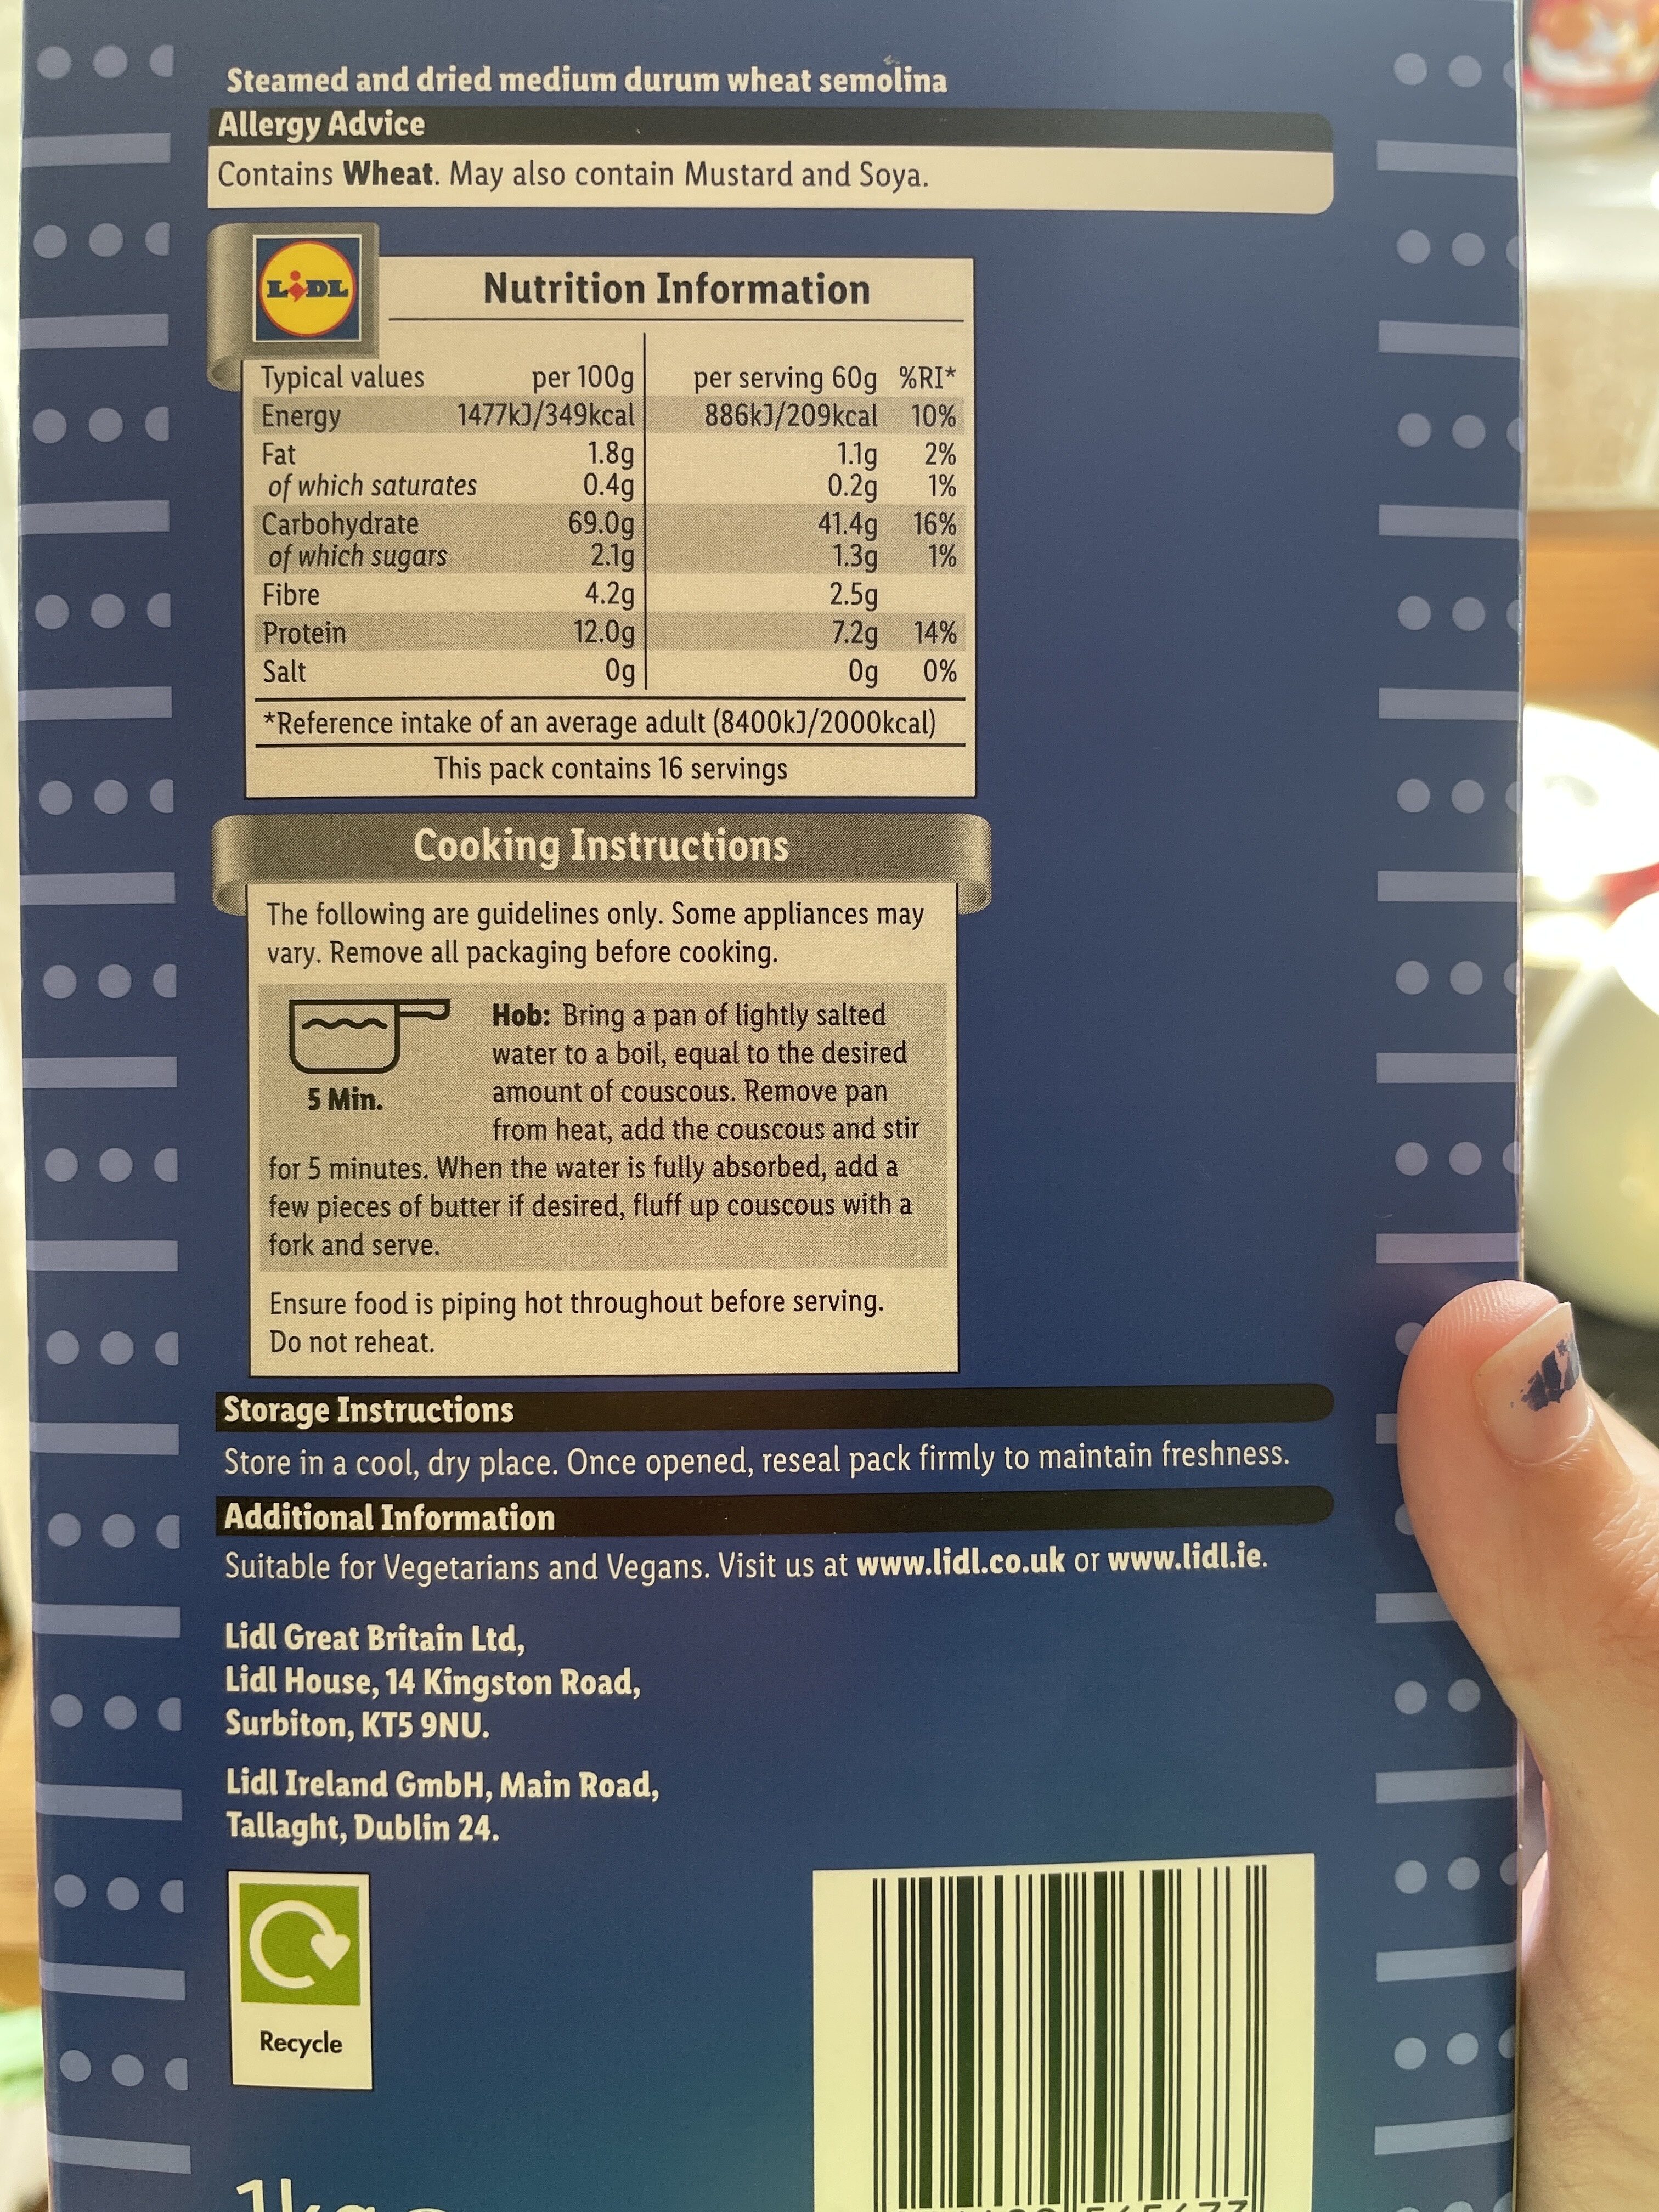 Steamed and dried medium durum wheat semolina
Allergy Advice
Contains Wheat. May also contain Mustard and Soya.
LIDL
Nutrition Information
Typical values per 100g per serving 60g %RI*
Energy 1477kJ/349kcal 886kJ/209kcal 10%
Fat 1.8g 1.1g 2%
of which saturates 0.4g 0.2g 1%
Carbohydrate 69.0g 41.4g 16%
of which sugars 2.1g 1.3g 1%
Fibre 4.2g 2.5g
Protein 12.0g 7.2g 14%
Salt 0g 0g 0%
*Reference intake of an average adult (8400kJ/2000kcal)
This pack contains 16 servings
Cooking Instructions
The following are guidelines only. Some appliances may
vary. Remove all packaging before cooking.
5 Min.
Hob: Bring a pan of lightly salted
water to a boil, equal to the desired
amount of couscous. Remove pan
from heat, add the couscous and stir
for 5 minutes. When the water is fully absorbed, add a
few pieces of butter if desired, fluff up couscous with a
fork and serve.
Ensure food is piping hot throughout before serving.
Do not reheat.
Storage Instructions
Store in a cool, dry place. Once opened, reseal pack firmly to maintain freshness.
Additional Information
Suitable for Vegetarians and Vegans. Visit us at www.lidl.co.uk or www.lidl.ie.
Lidl Great Britain Ltd,
Lidl House, 14 Kingston Road,
Surbiton, KT5 9NU.
Lidl Ireland GmbH, Main Road,
Tallaght, Dublin 24.
Recycle
1kg